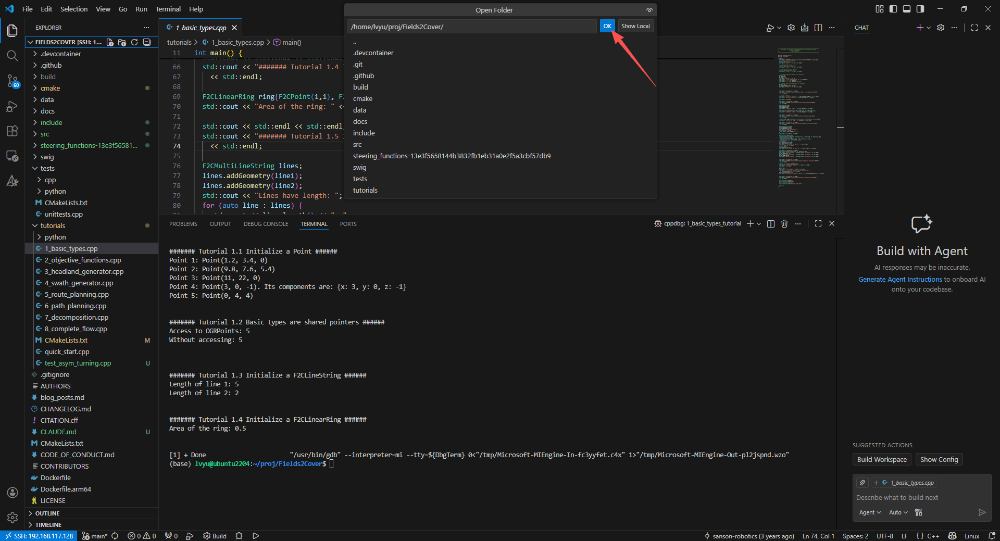 File Edit Selection View Go Run Terminal Help
EXPLORER
FIELDS2COVER [SSH: 1...
.devcontainer
.github
build
cmake
data
docs
include
src
steering_functions-13e3f56581...
swig
tests
cpp
python
CMakeLists.txt
unittests.cpp
tutorials
python
1_basic_types.cpp
2_objective_functions.cpp
3_headland_generator.cpp
4_swath_generator.cpp
5_route_planning.cpp
6_path_planning.cpp
7_decomposition.cpp
8_complete_flow.cpp
CMakeLists.txt M
quick_start.cpp
test_asym_turning.cpp U
.gitignore
AUTHORS
blog_posts.md
CHANGELOG.md
CITATION.cff
CLAUDE.md U
CMakeLists.txt
CODE_OF_CONDUCT.md
CONTRIBUTORS
Dockerfile
Dockerfile.arm64
LICENSE
OUTLINE
TIMELINE
60
1_basic_types.cpp
tutorials > 1_basic_types.cpp > main()
11 int main() {
66 std::cout << "####### Tutorial 1.4
67 << std::endl;
68
69 F2CLinearRing ring{F2CPoint(1,1), F
70 std::cout << "Area of the ring: " <<
71
72 std::cout << std::endl << std::endl
73 std::cout << "####### Tutorial 1.5
74 << std::endl;
75
76 F2CMultiLineString lines;
77 lines.addGeometry(line1);
78 lines.addGeometry(line2);
79 std::cout << "Lines have length: ";
80 for (auto line : lines) {
Open Folder
/home/lvyu/proj/Fields2Cover/ OK Show Local
..
.devcontainer
.git
.github
build
cmake
data
docs
include
src
steering_functions-13e3f5658144b3832fb1eb31a0e2f5a3cbf57db9
swig
tests
tutorials
PROBLEMS OUTPUT DEBUG CONSOLE TERMINAL PORTS
cppdbg: 1_basic_types_tutorial
####### Tutorial 1.1 Initialize a Point ######
Point 1: Point(1.2, 3.4, 0)
Point 2: Point(9.8, 7.6, 5.4)
Point 3: Point(11, 22, 0)
Point 4: Point(3, 0, -1). Its components are: {x: 3, y: 0, z: -1}
Point 5: Point(0, 4, 4)
####### Tutorial 1.2 Basic types are shared pointers ######
Access to OGRPoints: 5
Without accessing: 5
####### Tutorial 1.3 Initialize a F2CLineString ######
Length of line 1: 5
Length of line 2: 2
####### Tutorial 1.4 Initialize a F2CLinearRing ######
Area of the ring: 0.5
[1] + Done "/usr/bin/gdb" --interpreter=mi --tty=${DbgTerm} 0<"/tmp/Microsoft-MIEngine-In-fc3yyfet.c4x" 1>"/tmp/Microsoft-MIEngine-Out-pl2jspnd.wzo"
(base) lvyu@ubuntu2204:~/proj/Fields2Cover$
CHAT
Build with Agent
AI responses may be inaccurate.
Generate Agent Instructions to onboard AI
onto your codebase.
SUGGESTED ACTIONS
Build Workspace Show Config
1_basic_types.cpp
Describe what to build next
Agent Auto
SSH: 192.168.117.128 main* 0 0 0 Build
sanson-robotics (3 years ago) Ln 74, Col 1 Spaces: 2 UTF-8 LF {} C++ Linux